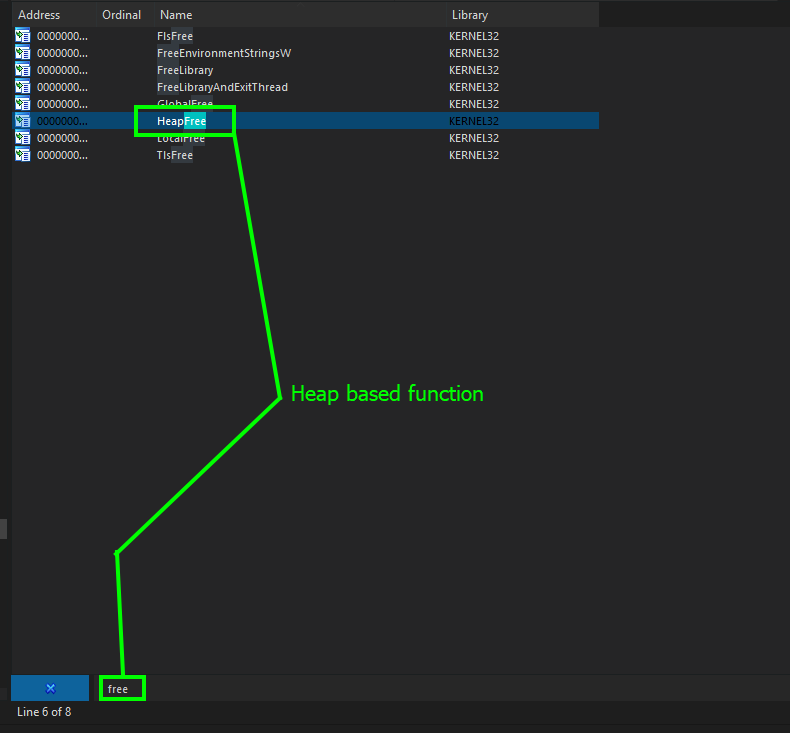 Address Ordinal Name Library
0000000... FlsFree KERNEL32
0000000... FreeEnvironmentStringsW KERNEL32
0000000... FreeLibrary KERNEL32
0000000... FreeLibraryAndExitThread KERNEL32
0000000... GlobalFree KERNEL32
0000000... HeapFree KERNEL32
0000000... LocalFree KERNEL32
0000000... TlsFree KERNEL32
Heap based function
free
Line 6 of 8